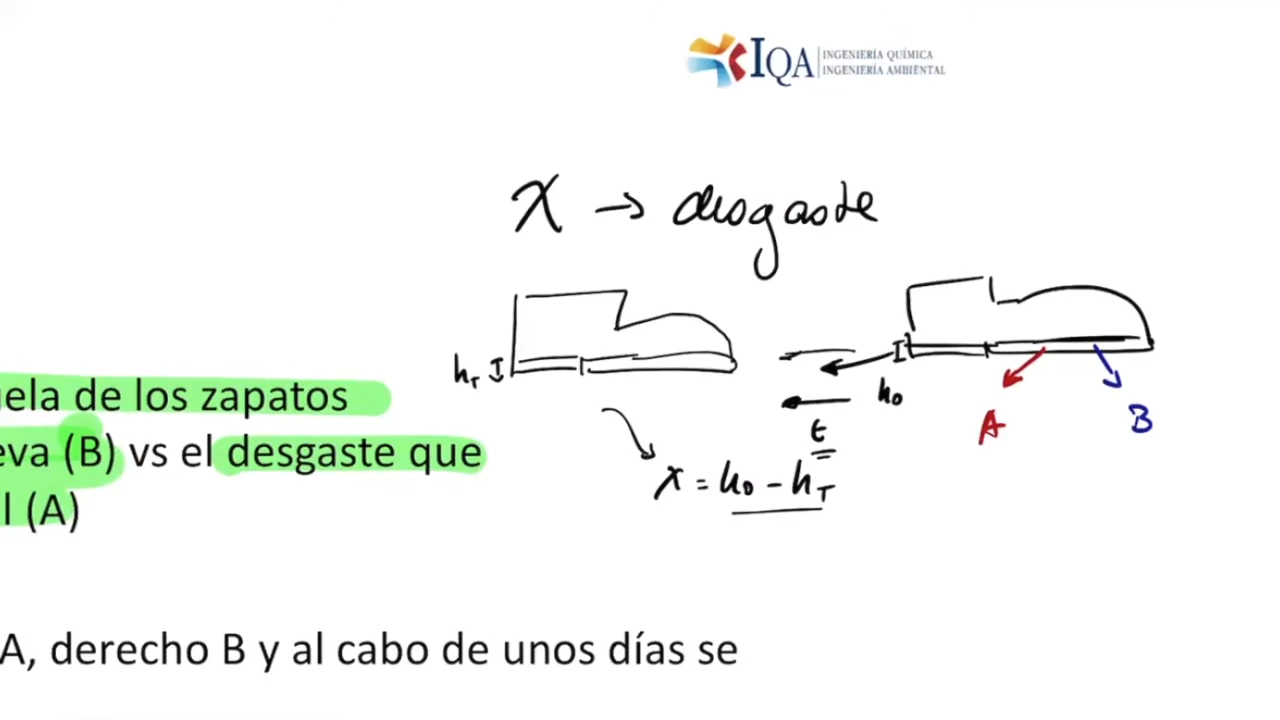 IQA INGENIERÍA QUÍMICA
INGENIERÍA AMBIENTAL
X → desgaste
hT
h0
t
A
B
x = h0 - hT
ela de los zapatos
eva (B) vs el desgaste que
l (A)
A, derecho B y al cabo de unos días se